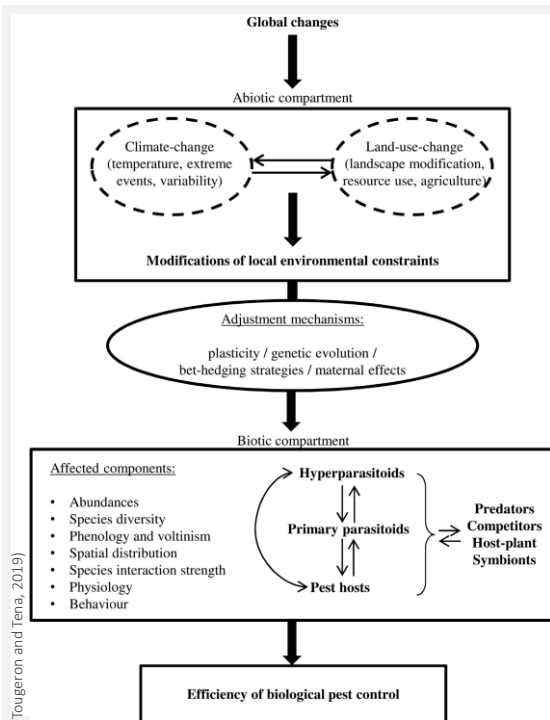 Global changes
Abiotic compartment
Climate-change
(temperature, extreme
events, variability)
Land-use-change
(landscape modification,
resource use, agriculture)
Modifications of local environmental constraints
Adjustment mechanisms:
plasticity / genetic evolution /
bet-hedging strategies / maternal effects
Biotic compartment
Affected components:
• Abundances
• Species diversity
• Phenology and voltinism
• Spatial distribution
• Species interaction strength
• Physiology
• Behaviour
Hyperparasitoids
Primary parasitoids
Pest hosts
Predators
Competitors
Host-plant
Symbionts
Efficiency of biological pest control
Tougeron and Tena, 2019)